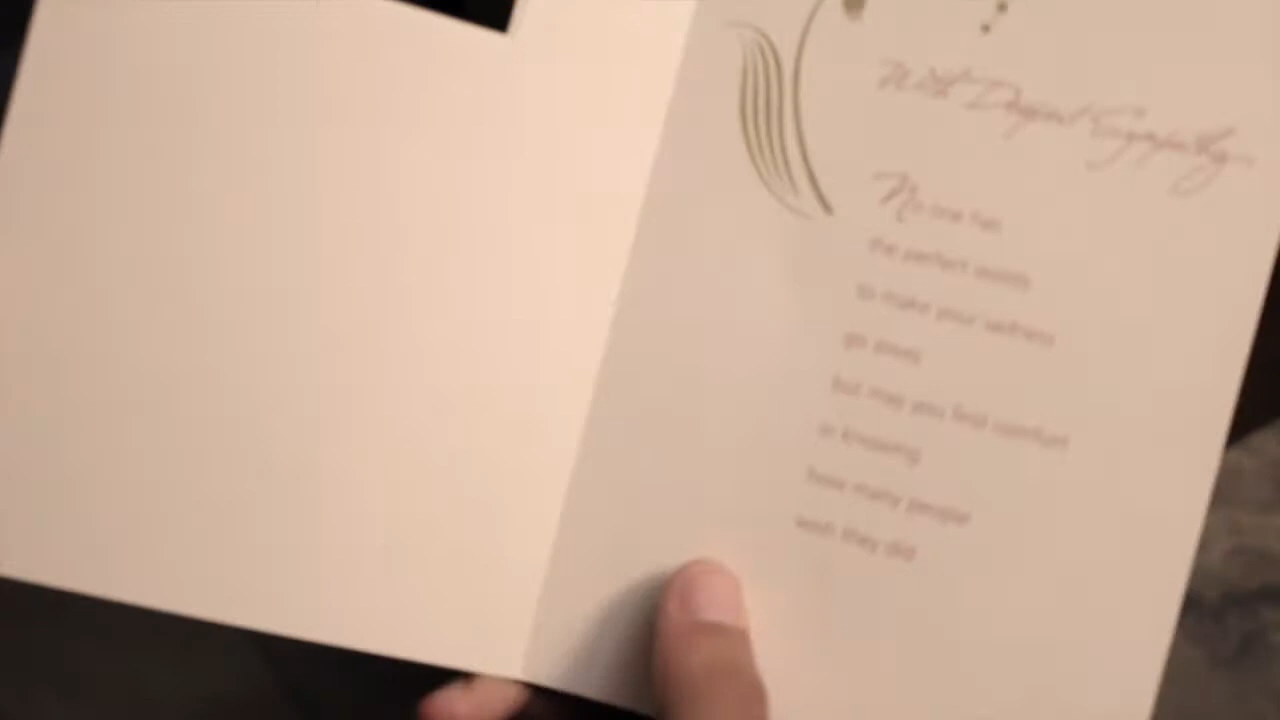 With Deepest Sympathy
No one has
the perfect words
to make your sadness
go away
but may you find comfort
in knowing
how many people
wish they did